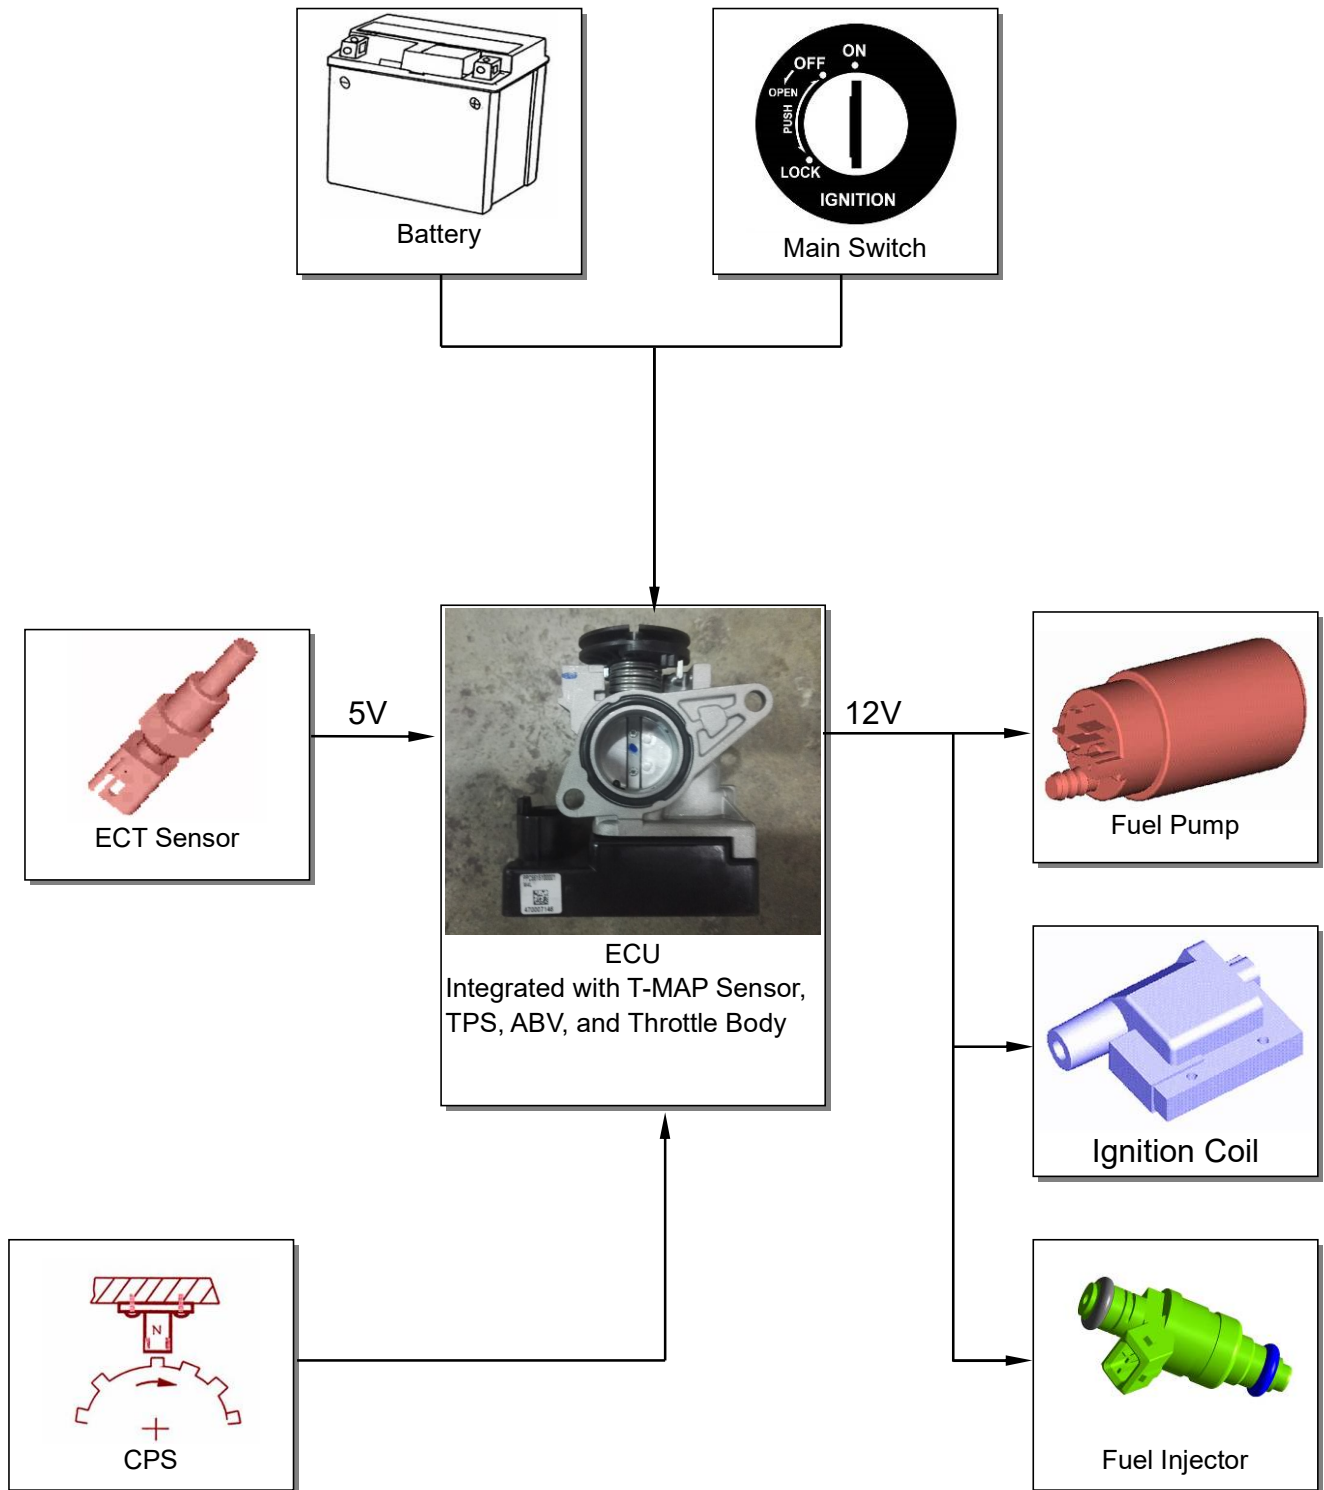 Battery
ON
OFF
OPEN
PUSH
LOCK
IGNITION
Main Switch
5V
12V
ECT Sensor
ECU
Integrated with T-MAP Sensor,
TPS, ABV, and Throttle Body
Fuel Pump
Ignition Coil
N
CPS
Fuel Injector